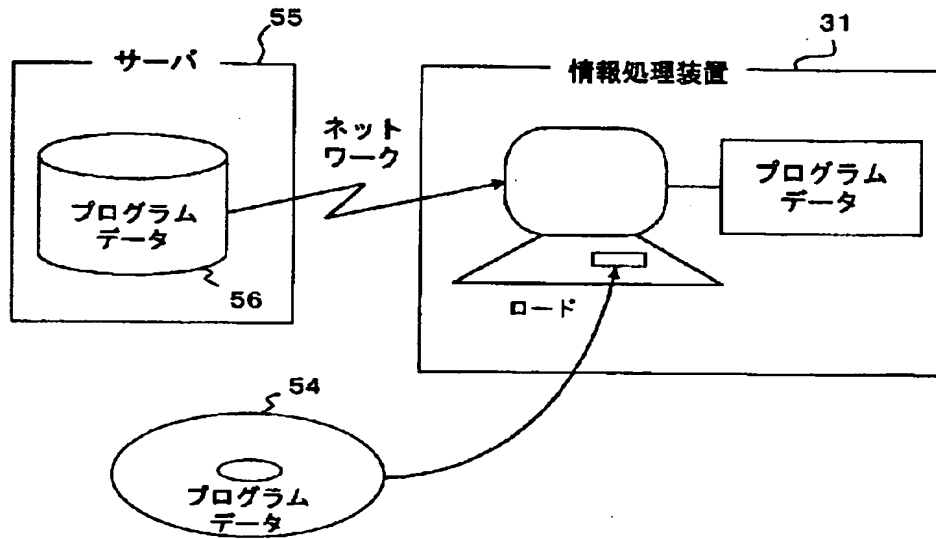 55
サーバ
プログラム
データ
56
ネット
ワーク
31
情報処理装置
プログラム
データ
ロード
54
プログラム
データ